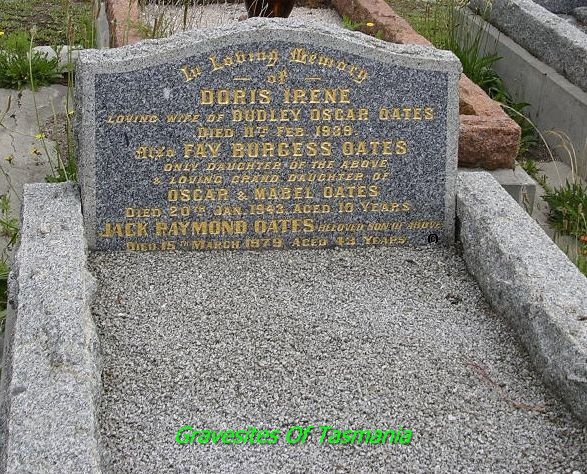 In Loving Memory
of
DORIS IRENE
LOVING WIFE OF DUDLEY OSCAR OATES
DIED 11TH FEB. 1939.
ALSO FAY BURGESS OATES
ONLY DAUGHTER OF THE ABOVE
& LOVING GRAND DAUGHTER OF
OSCAR & MABEL OATES
DIED 20TH JAN. 1943. AGED 10 YEARS
JACK RAYMOND OATES BELOVED SON OF ABOVE
DIED 15TH MARCH 1979. AGED 43 YEARS
Gravesites Of Tasmania